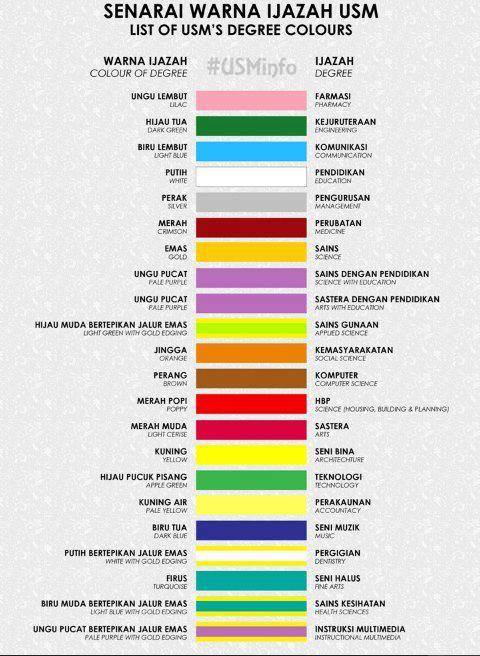 SENARAI WARNA IJAZAH USM
LIST OF USM'S DEGREE COLOURS
WARNA IJAZAH
COLOUR OF DEGREE
#USMinfo
IJAZAH
DEGREE
UNGU LEMBUT
LILAC
FARMASI
PHARMACY
HIJAU TUA
DARK GREEN
KEJURUTERAAN
ENGINEERING
BIRU LEMBUT
LIGHT BLUE
KOMUNIKASI
COMMUNICATION
PUTIH
WHITE
PENDIDIKAN
EDUCATION
PERAK
SILVER
PENGURUSAN
MANAGEMENT
MERAH
CRIMSON
PERUBATAN
MEDICINE
EMAS
GOLD
SAINS
SCIENCE
UNGU PUCAT
PALE PURPLE
SAINS DENGAN PENDIDIKAN
SCIENCE WITH EDUCATION
UNGU PUCAT
PALE PURPLE
SASTERA DENGAN PENDIDIKAN
ARTS WITH EDUCATION
HIJAU MUDA BERTEPIKAN JALUR EMAS
LIGHT GREEN WITH GOLD EDGING
SAINS GUNAAN
APPLIED SCIENCE
JINGGA
ORANGE
KEMASYARAKATAN
SOCIAL SCIENCE
PERANG
BROWN
KOMPUTER
COMPUTER SCIENCE
MERAH POPI
POPPY
HBP
SCIENCE (HOUSING, BUILDING & PLANNING)
MERAH MUDA
LIGHT CERISE
SASTERA
ARTS
KUNING
YELLOW
SENI BINA
ARCHITECHTURE
HIJAU PUCUK PISANG
APPLE GREEN
TEKNOLOGI
TECHNOLOGY
KUNING AIR
PALE YELLOW
PERAKAUNAN
ACCOUNTACY
BIRU TUA
DARK BLUE
SENI MUZIK
MUSIC
PUTIH BERTEPIKAN JALUR EMAS
WHITE WITH GOLD EDGING
PERGIGIAN
DENTISTRY
FIRUS
TURQUOISE
SENI HALUS
FINE ARTS
BIRU MUDA BERTEPIKAN JALUR EMAS
LIGHT BLUE WITH GOLD EDGING
SAINS KESIHATAN
HEALTH SCIENCES
UNGU PUCAT BERTEPIKAN JALUR EMAS
PALE PURPLE WITH GOLD EDGING
INSTRUKSI MULTIMEDIA
INSTRUCTIONAL MULTIMEDIA